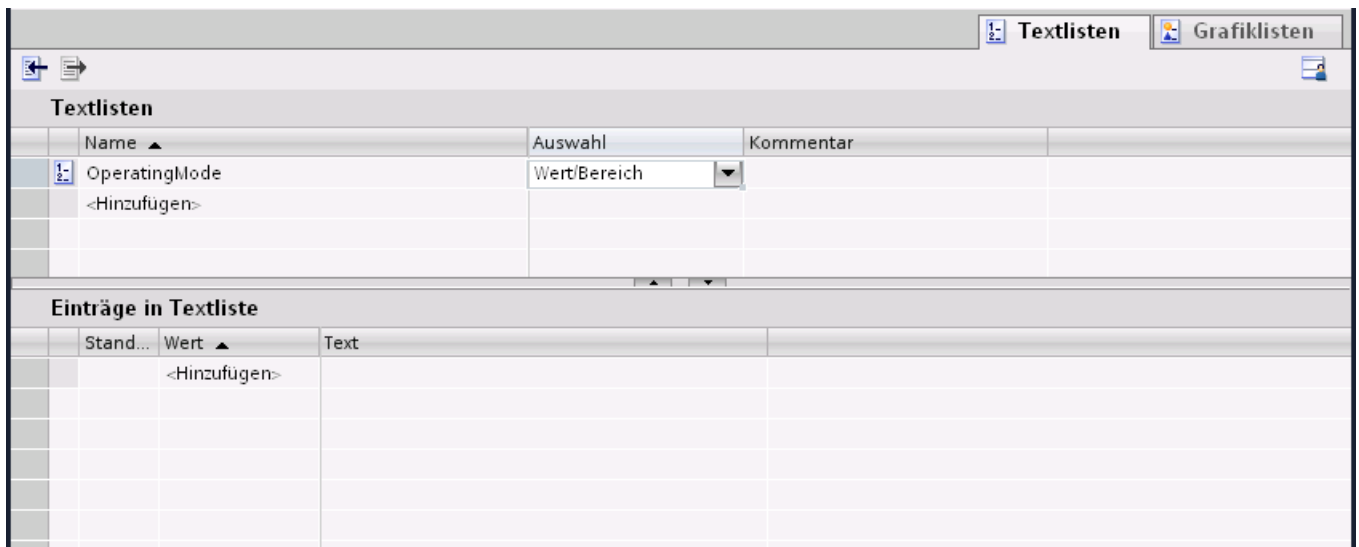 Textlisten Grafiklisten
Textlisten
Name Auswahl Kommentar
OperatingMode Wert/Bereich
<Hinzufügen>
Einträge in Textliste
Stand... Wert Text
<Hinzufügen>